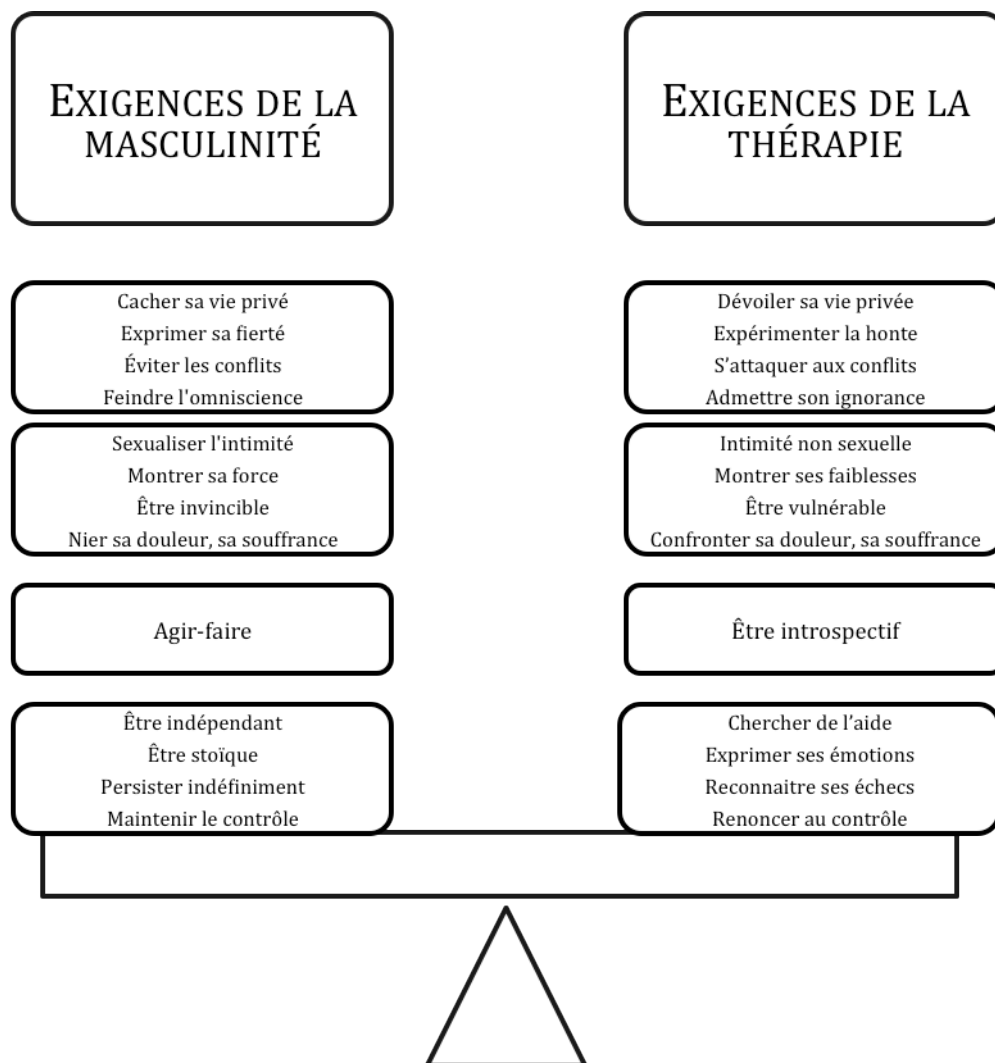 EXIGENCES DE LA
MASCULINITÉ
EXIGENCES DE LA
THÉRAPIE
Cacher sa vie privé
Exprimer sa fierté
Éviter les conflits
Feindre l'omniscience
Dévoiler sa vie privée
Expérimenter la honte
S’attaquer aux conflits
Admettre son ignorance
Sexualiser l'intimité
Montrer sa force
Être invincible
Nier sa douleur, sa souffrance
Intimité non sexuelle
Montrer ses faiblesses
Être vulnérable
Confronter sa douleur, sa souffrance
Agir-faire
Être introspectif
Être indépendant
Être stoïque
Persister indéfiniment
Maintenir le contrôle
Chercher de l’aide
Exprimer ses émotions
Reconnaitre ses échecs
Renoncer au contrôle